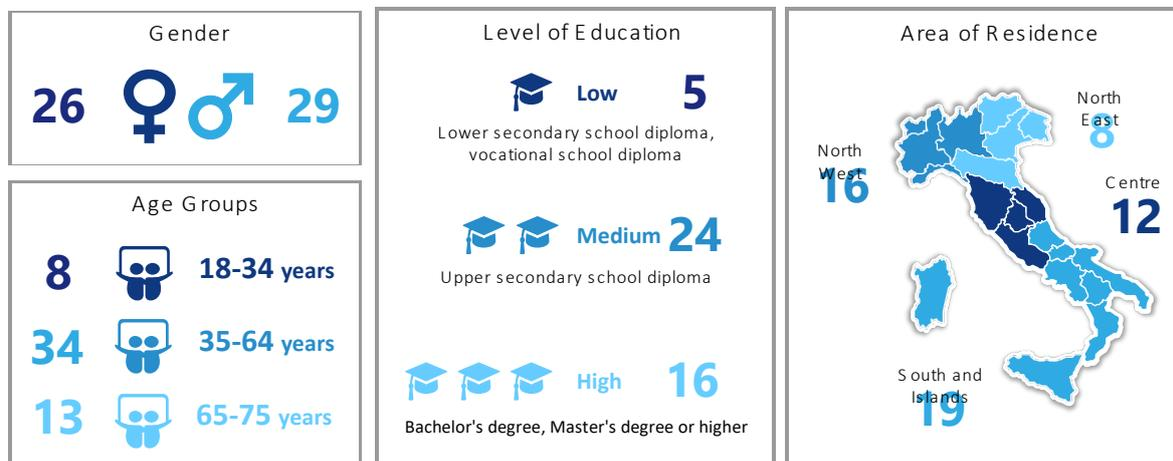 Gender
26
29
Age Groups
8 18-34 years
34 35-64 years
13 65-75 years
Level of Education
Low 5
Lower secondary school diploma,
vocational school diploma
Medium 24
Upper secondary school diploma
High 16
Bachelor's degree, Master's degree or higher
Area of Residence
North
East
8
North
West
16
Centre
12
South and
Islands
19